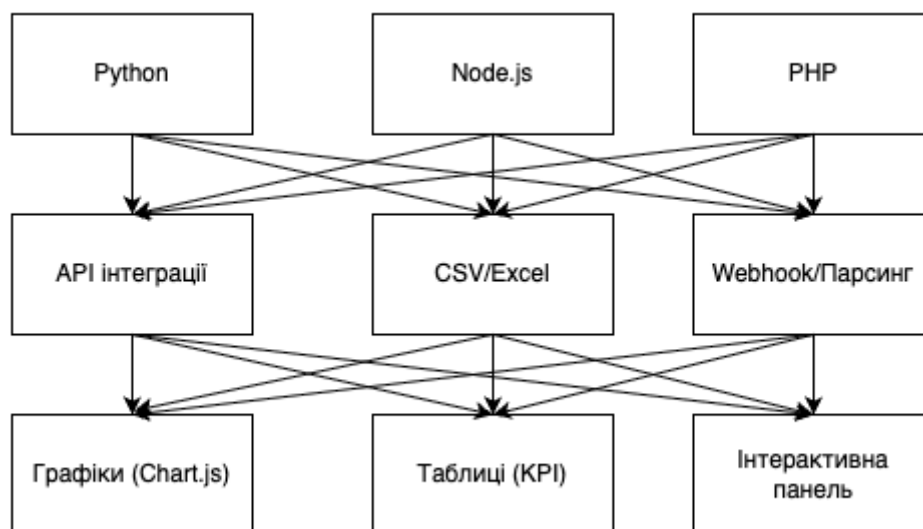 Python
Node.js
PHP
API інтеграції
CSV/Excel
Webhook/Парсинг
Графіки (Chart.js)
Таблиці (KPI)
Інтерактивна
панель